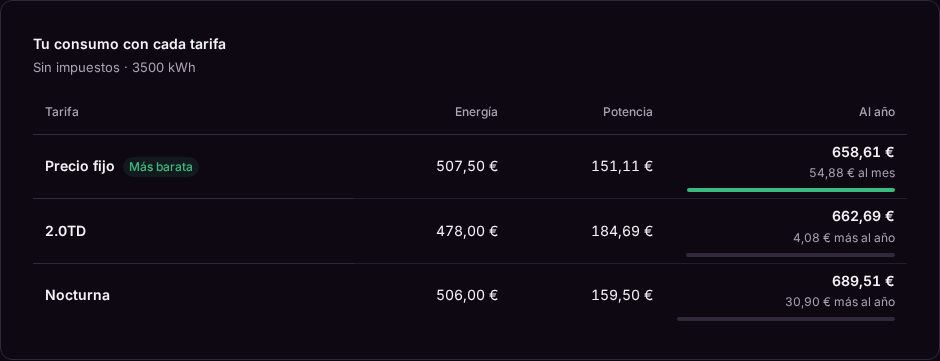 Tu consumo con cada tarifa
Sin impuestos · 3500 kWh
Tarifa Energía Potencia Al año
Precio fijo Más barata 507,50 € 151,11 € 658,61 €
54,88 € al mes
2.0TD 478,00 € 184,69 € 662,69 €
4,08 € más al año
Nocturna 506,00 € 159,50 € 689,51 €
30,90 € más al año